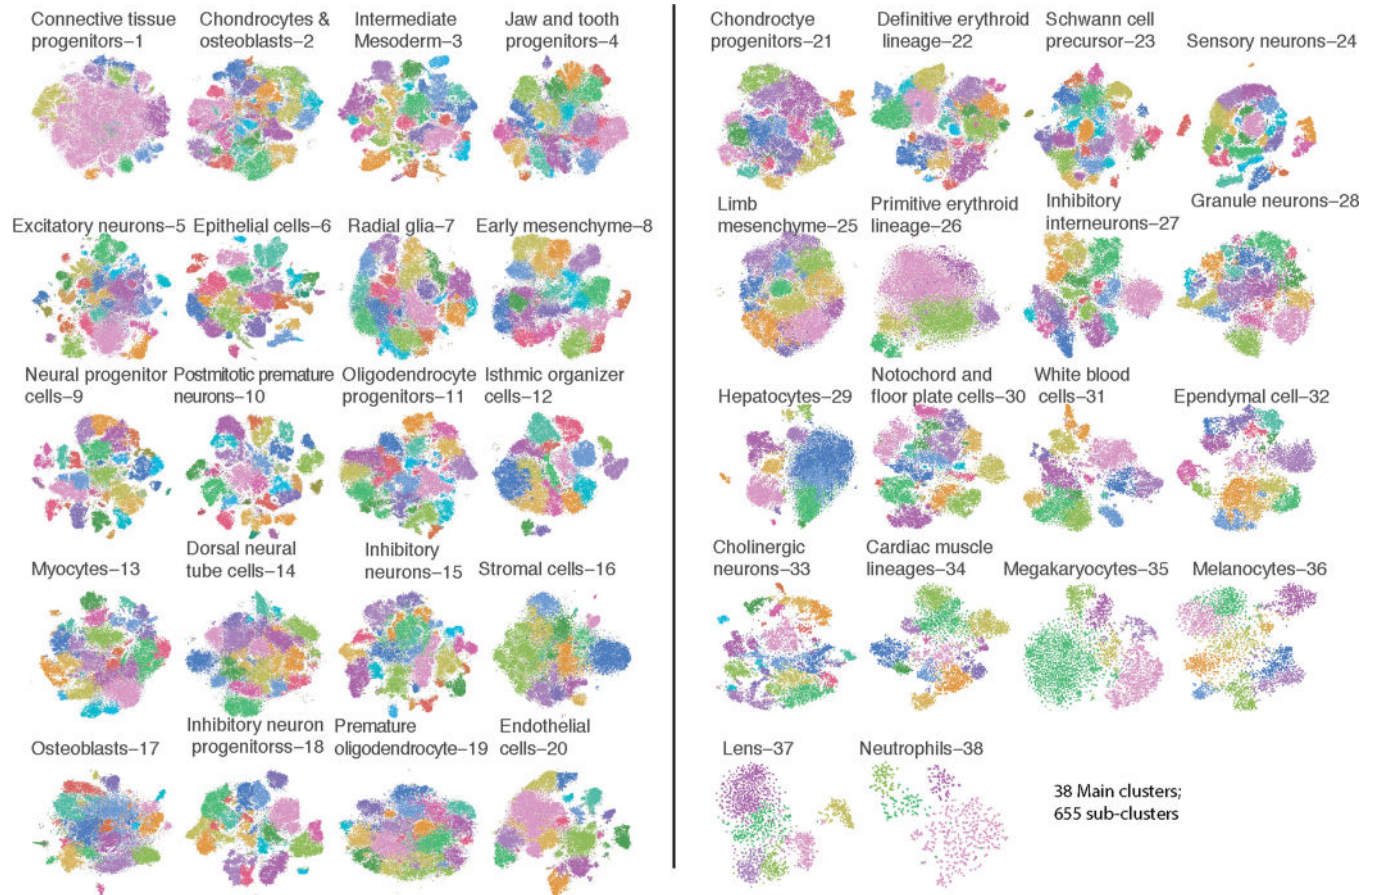 Connective tissue
progenitors–1
Chondrocytes &
osteoblasts–2
Intermediate
Mesoderm–3
Jaw and tooth
progenitors–4
Excitatory neurons–5
Epithelial cells–6
Radial glia–7
Early mesenchyme–8
Neural progenitor
cells–9
Postmitotic premature
neurons–10
Oligodendrocyte
progenitors–11
Isthmic organizer
cells–12
Myocytes–13
Dorsal neural
tube cells–14
Inhibitory
neurons–15
Stromal cells–16
Osteoblasts–17
Inhibitory neuron
progenitorss–18
Premature
oligodendrocyte–19
Endothelial
cells–20
Chondroctye
progenitors–21
Definitive erythroid
lineage–22
Schwann cell
precursor–23
Sensory neurons–24
Limb
mesenchyme–25
Primitive erythroid
lineage–26
Inhibitory
interneurons–27
Granule neurons–28
Hepatocytes–29
Notochord and
floor plate cells–30
White blood
cells–31
Ependymal cell–32
Cholinergic
neurons–33
Cardiac muscle
lineages–34
Megakaryocytes–35
Melanocytes–36
Lens–37
Neutrophils–38
38 Main clusters;
655 sub-clusters